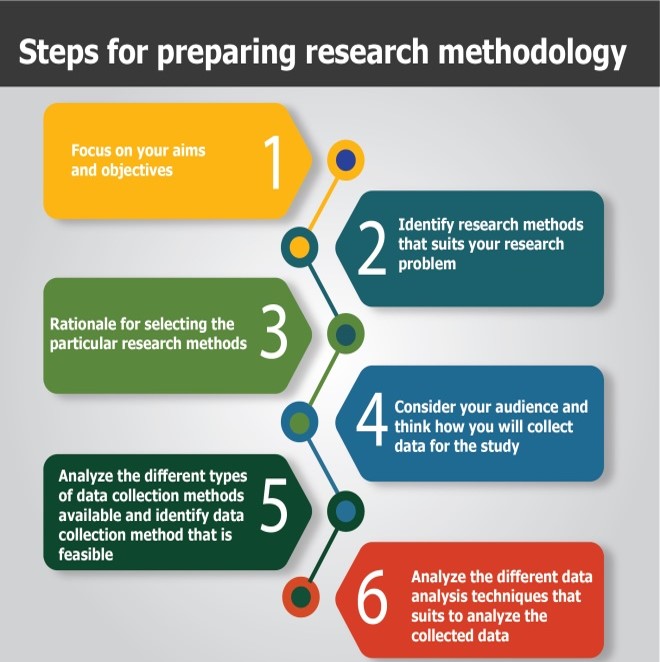 Steps for preparing research methodology
Focus on your aims
and objectives
1
2
Identify research methods
that suits your research
problem
Rationale for selecting the
particular research methods
3
4
Consider your audience and
think how you will collect
data for the study
Analyze the different types
of data collection methods
available and identify data
collection method that is
feasible
5
6
Analyze the different data
analysis techniques that
suits to analyze the
collected data